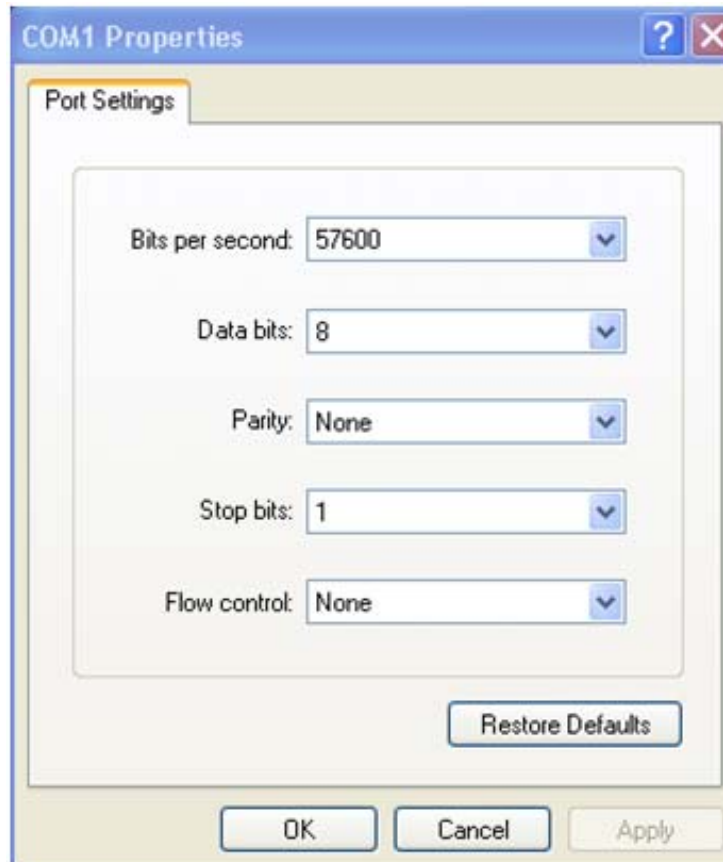 COM1 Properties
Port Settings
Bits per second: 57600
Data bits: 8
Parity: None
Stop bits: 1
Flow control: None
Restore Defaults
OK Cancel Apply